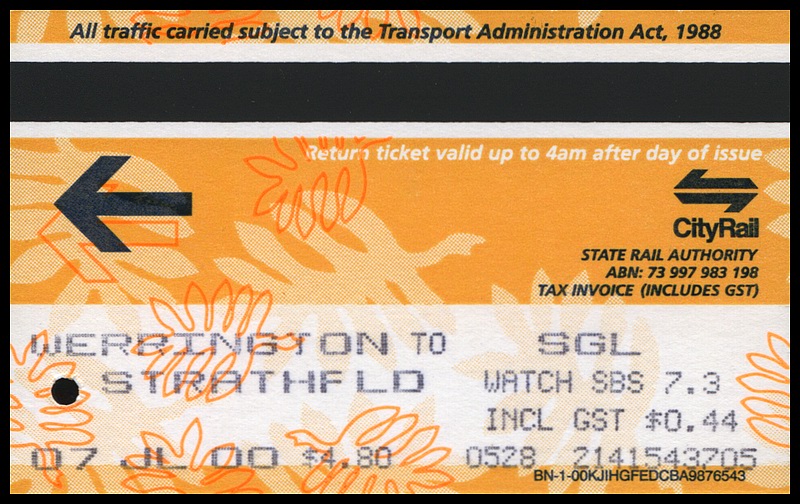 All traffic carried subject to the Transport Administration Act, 1988
Return ticket valid up to 4am after day of issue
CityRail
STATE RAIL AUTHORITY
ABN: 73 997 983 198
TAX INVOICE (INCLUDES GST)
WERRINGTON TO SGL
STRATHFLD WATCH SBS 7.3
INCL GST $0.44
07 JL 00 $4.80 0528 2141543705
BN-1-00KJIHGFEDCBA9876543